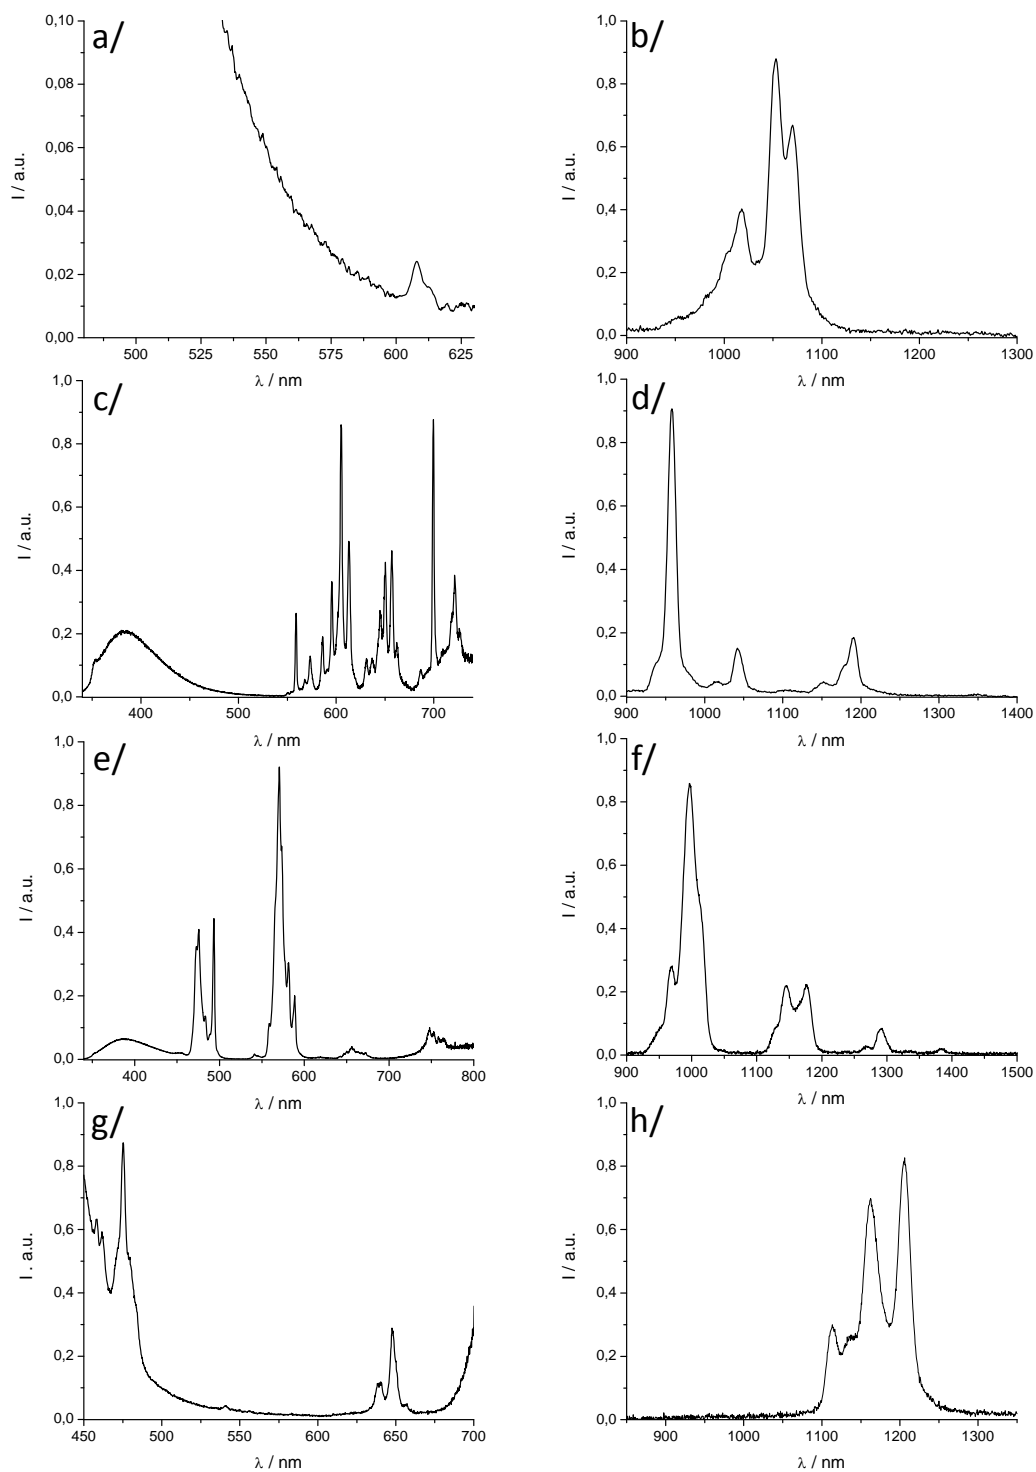 a/
I / a.u.
0,10
0,08
0,06
0,04
0,02
0,00
500 525 550 575 600 625
λ / nm
b/
I / a.u.
1,0
0,8
0,6
0,4
0,2
0,0
900 1000 1100 1200 1300
λ / nm
c/
I / a.u.
1,0
0,8
0,6
0,4
0,2
0,0
400 500 600 700
λ / nm
d/
I / a.u.
1,0
0,8
0,6
0,4
0,2
0,0
900 1000 1100 1200 1300 1400
λ / nm
e/
I / a.u.
1,0
0,8
0,6
0,4
0,2
0,0
400 500 600 700 800
λ / nm
f/
I / a.u.
1,0
0,8
0,6
0,4
0,2
0,0
900 1000 1100 1200 1300 1400 1500
λ / nm
g/
I . a.u.
1,0
0,8
0,6
0,4
0,2
0,0
450 500 550 600 650 700
λ / nm
h/
I / a.u.
1,0
0,8
0,6
0,4
0,2
0,0
900 1000 1100 1200 1300
λ / nm